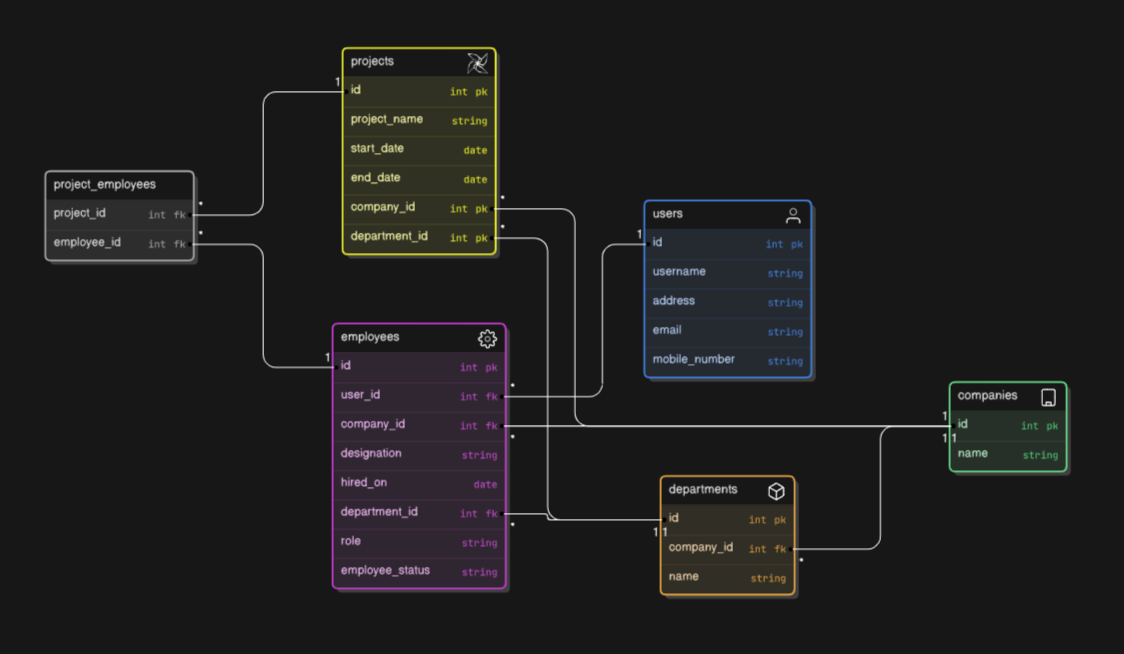 projects
1
id int pk
project_name string
start_date date
end_date date
company_id int pk
*
department_id int pk
*
project_employees
project_id int fk
*
employee_id int fk
*
users
1
id int pk
username string
address string
email string
mobile_number string
employees
1
id int pk
user_id int fk
*
company_id int fk
*
designation string
hired_on date
department_id int fk
*
role string
employee_status string
companies
1
id int pk
1 1
name string
departments
id int pk
1 1
company_id int fk
*
name string